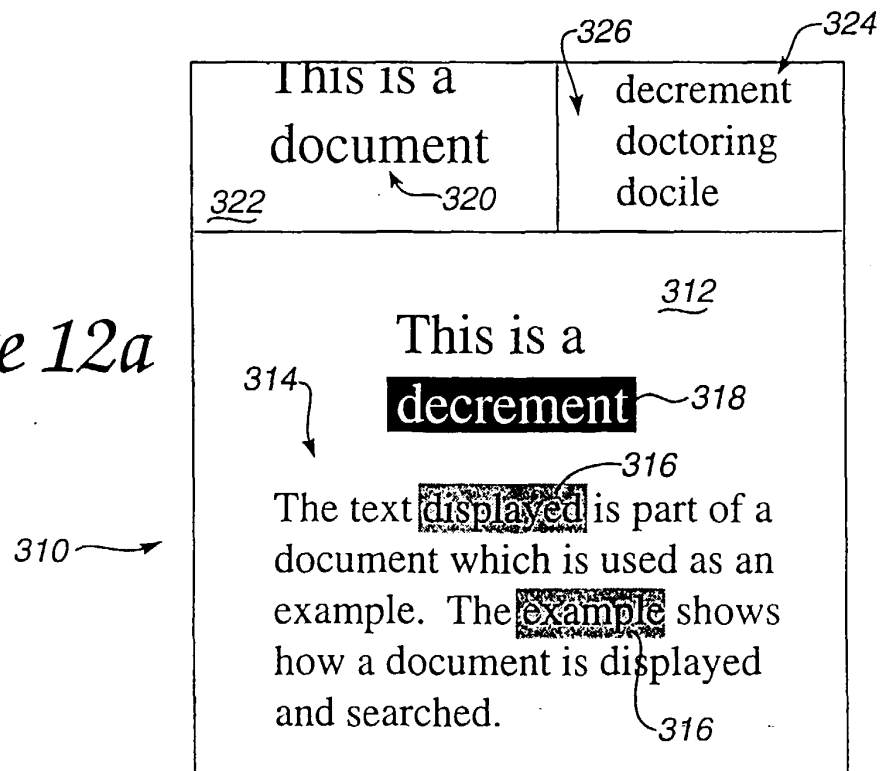 326
324
This is a
document
322
320
decrement
doctoring
docile
e 12a
312
This is a
314
decrement
318
316
The text displayed is part of a
310
document which is used as an
example. The example shows
how a document is displayed
and searched.
316